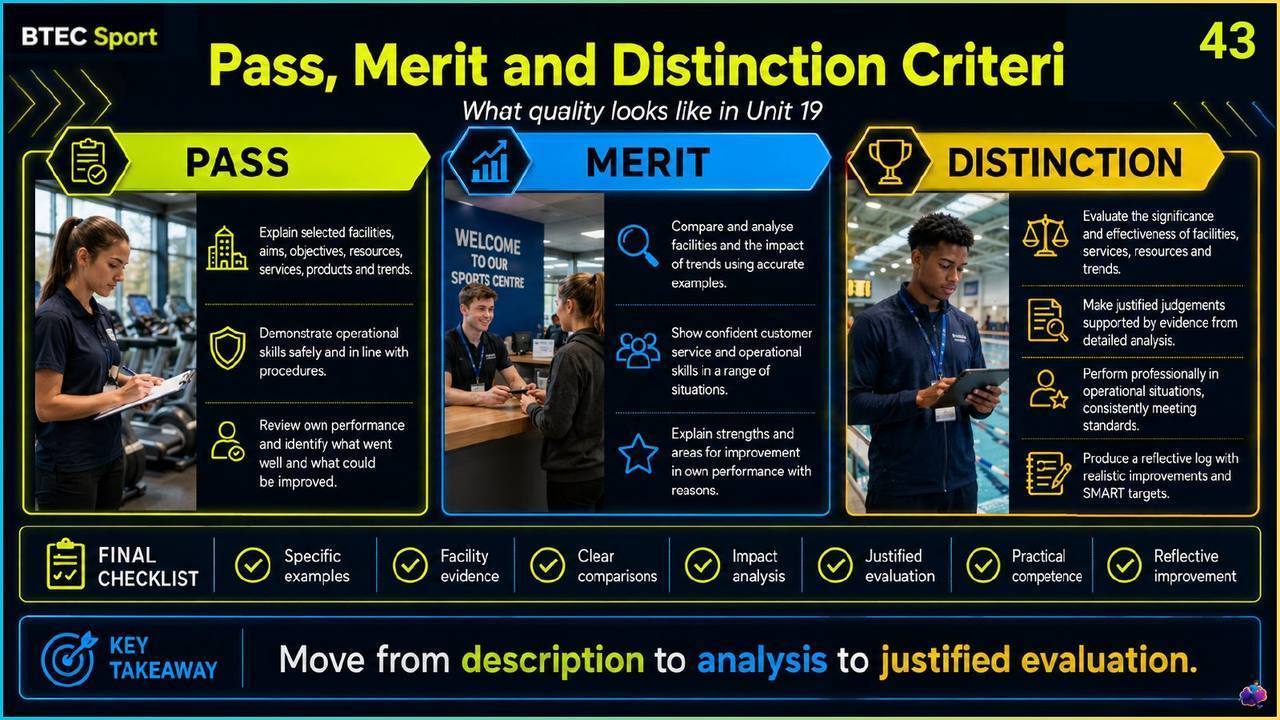 BTEC Sport
43
Pass, Merit and Distinction Criteri
What quality looks like in Unit 19
PASS
Explain selected facilities,
aims, objectives, resources,
services, products and trends.
Demonstrate operational
skills safely and in line with
procedures.
Review own performance
and identify what went
well and what could
be improved.
MERIT
WELCOME
TO OUR
SPORTS CENTRE
Compare and analyse
facilities and the impact
of trends using accurate
examples.
Show confident customer
service and operational
skills in a range of
situations.
Explain strengths and
areas for improvement
in own performance with
reasons.
DISTINCTION
Evaluate the significance
and effectiveness of facilities,
services, resources and
trends.
Make justified judgements
supported by evidence from
detailed analysis.
Perform professionally in
operational situations,
consistently meeting
standards.
Produce a reflective log with
realistic improvements and
SMART targets.
FINAL
CHECKLIST
Specific
examples
Facility
evidence
Clear
comparisons
Impact
analysis
Justified
evaluation
Practical
competence
Reflective
improvement
KEY
TAKEAWAY
Move from description to analysis to justified evaluation.